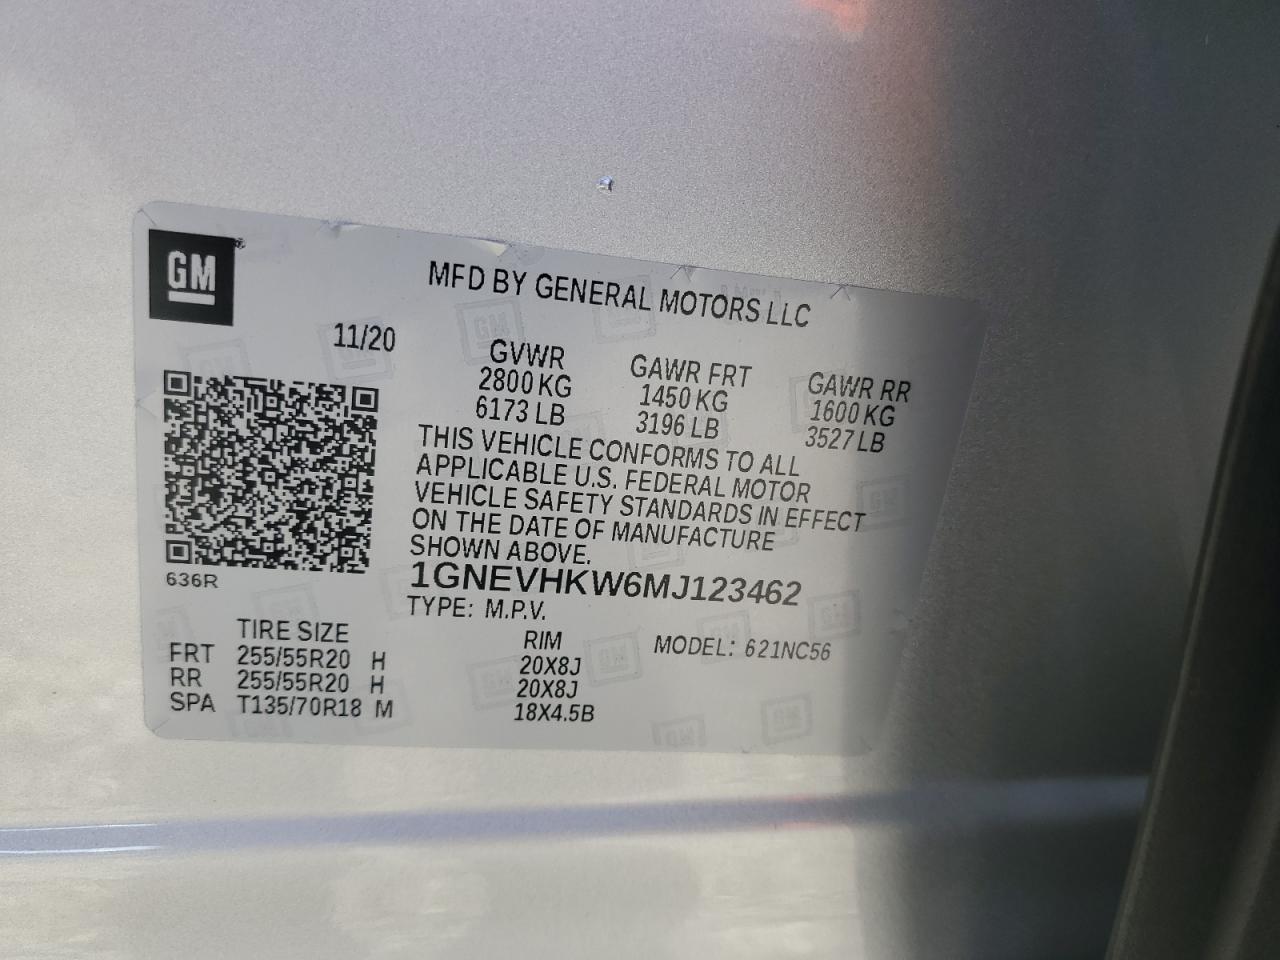 GM
MFD BY GENERAL MOTORS LLC
11/20
GVWR GAWR FRT GAWR RR
2800 KG 1450 KG 1600 KG
6173 LB 3196 LB 3527 LB
THIS VEHICLE CONFORMS TO ALL
APPLICABLE U.S. FEDERAL MOTOR
VEHICLE SAFETY STANDARDS IN EFFECT
ON THE DATE OF MANUFACTURE
SHOWN ABOVE.
636R
1GNEVHKW6MJ123462
TYPE: M.P.V.
MODEL: 621NC56
TIRE SIZE RIM
FRT 255/55R20 H 20X8J
RR 255/55R20 H 20X8J
SPA T135/70R18 M 18X4.5B